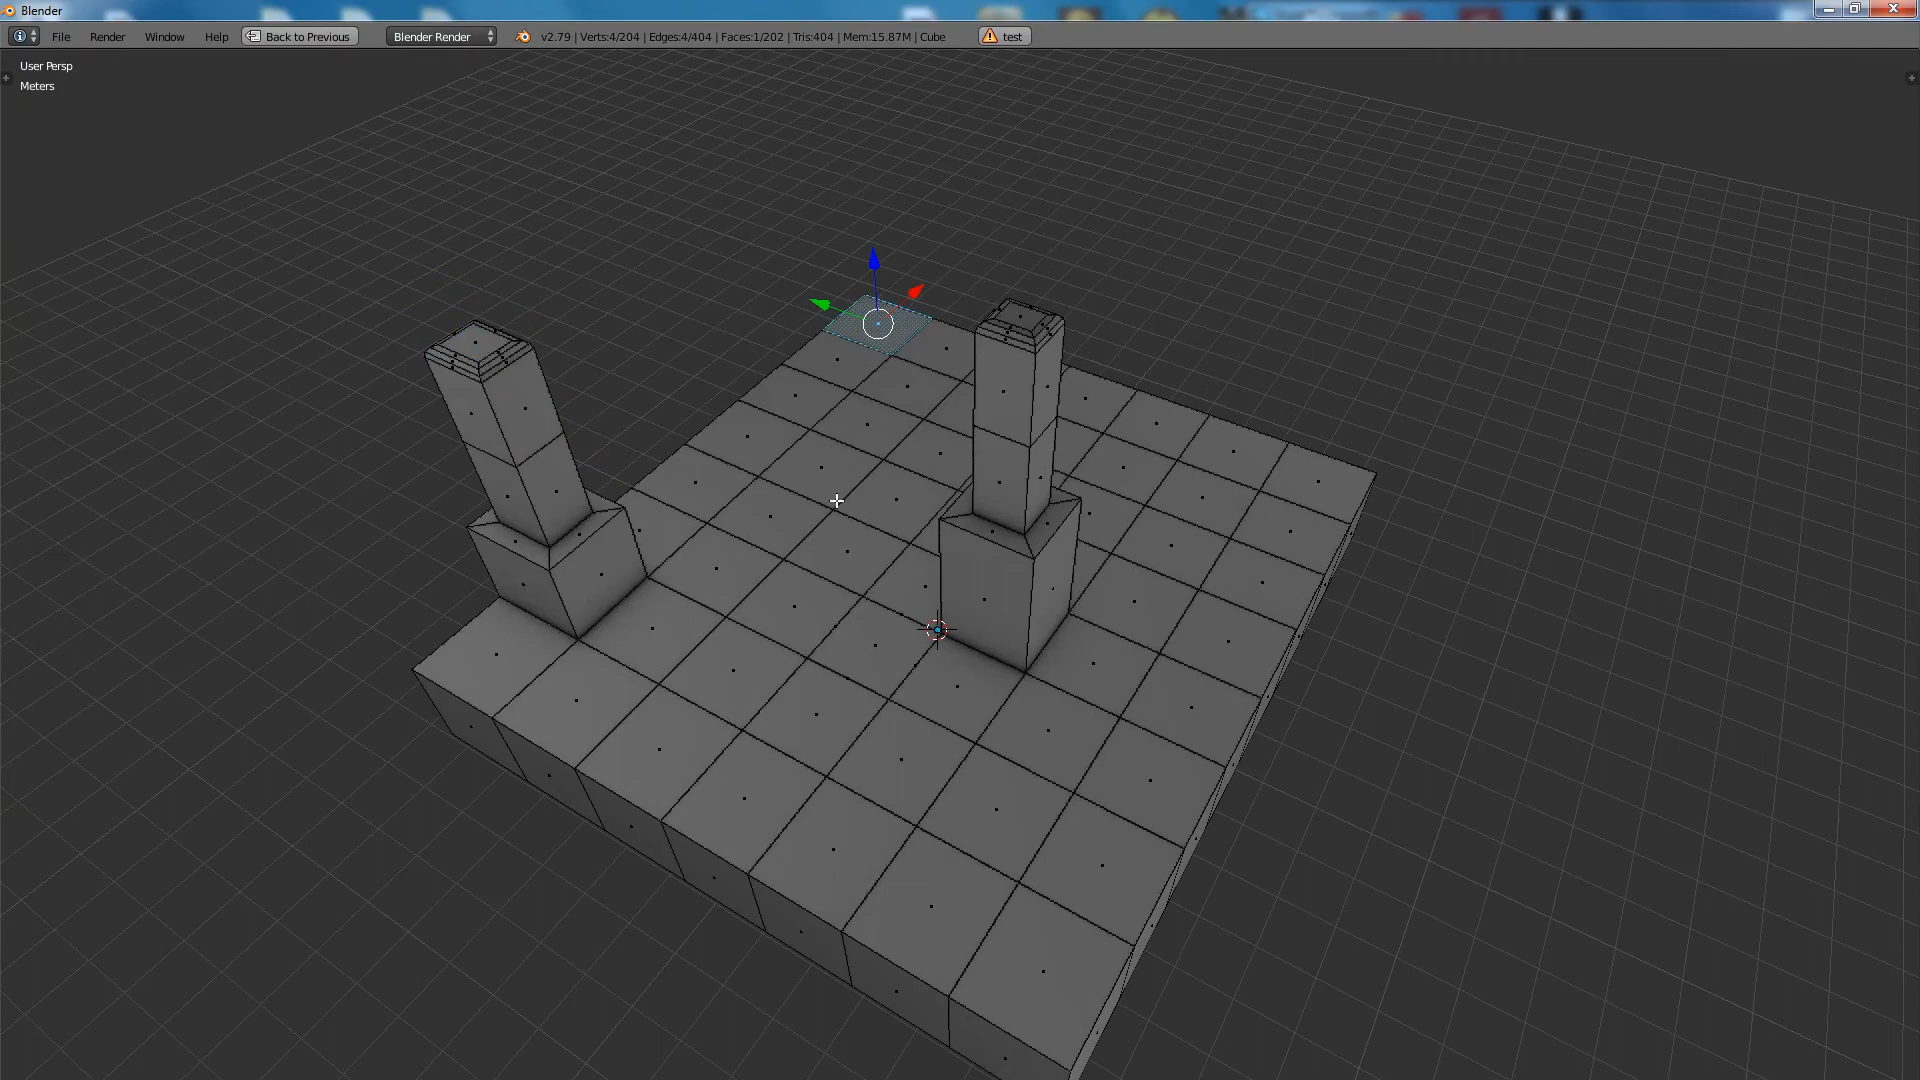 Blender
File Render Window Help Back to Previous Blender Render v2.79 | Verts:4/204 | Edges:4/404 | Faces:1/202 | Tris:404 | Mem:15.87M | Cube test
User Persp
Meters